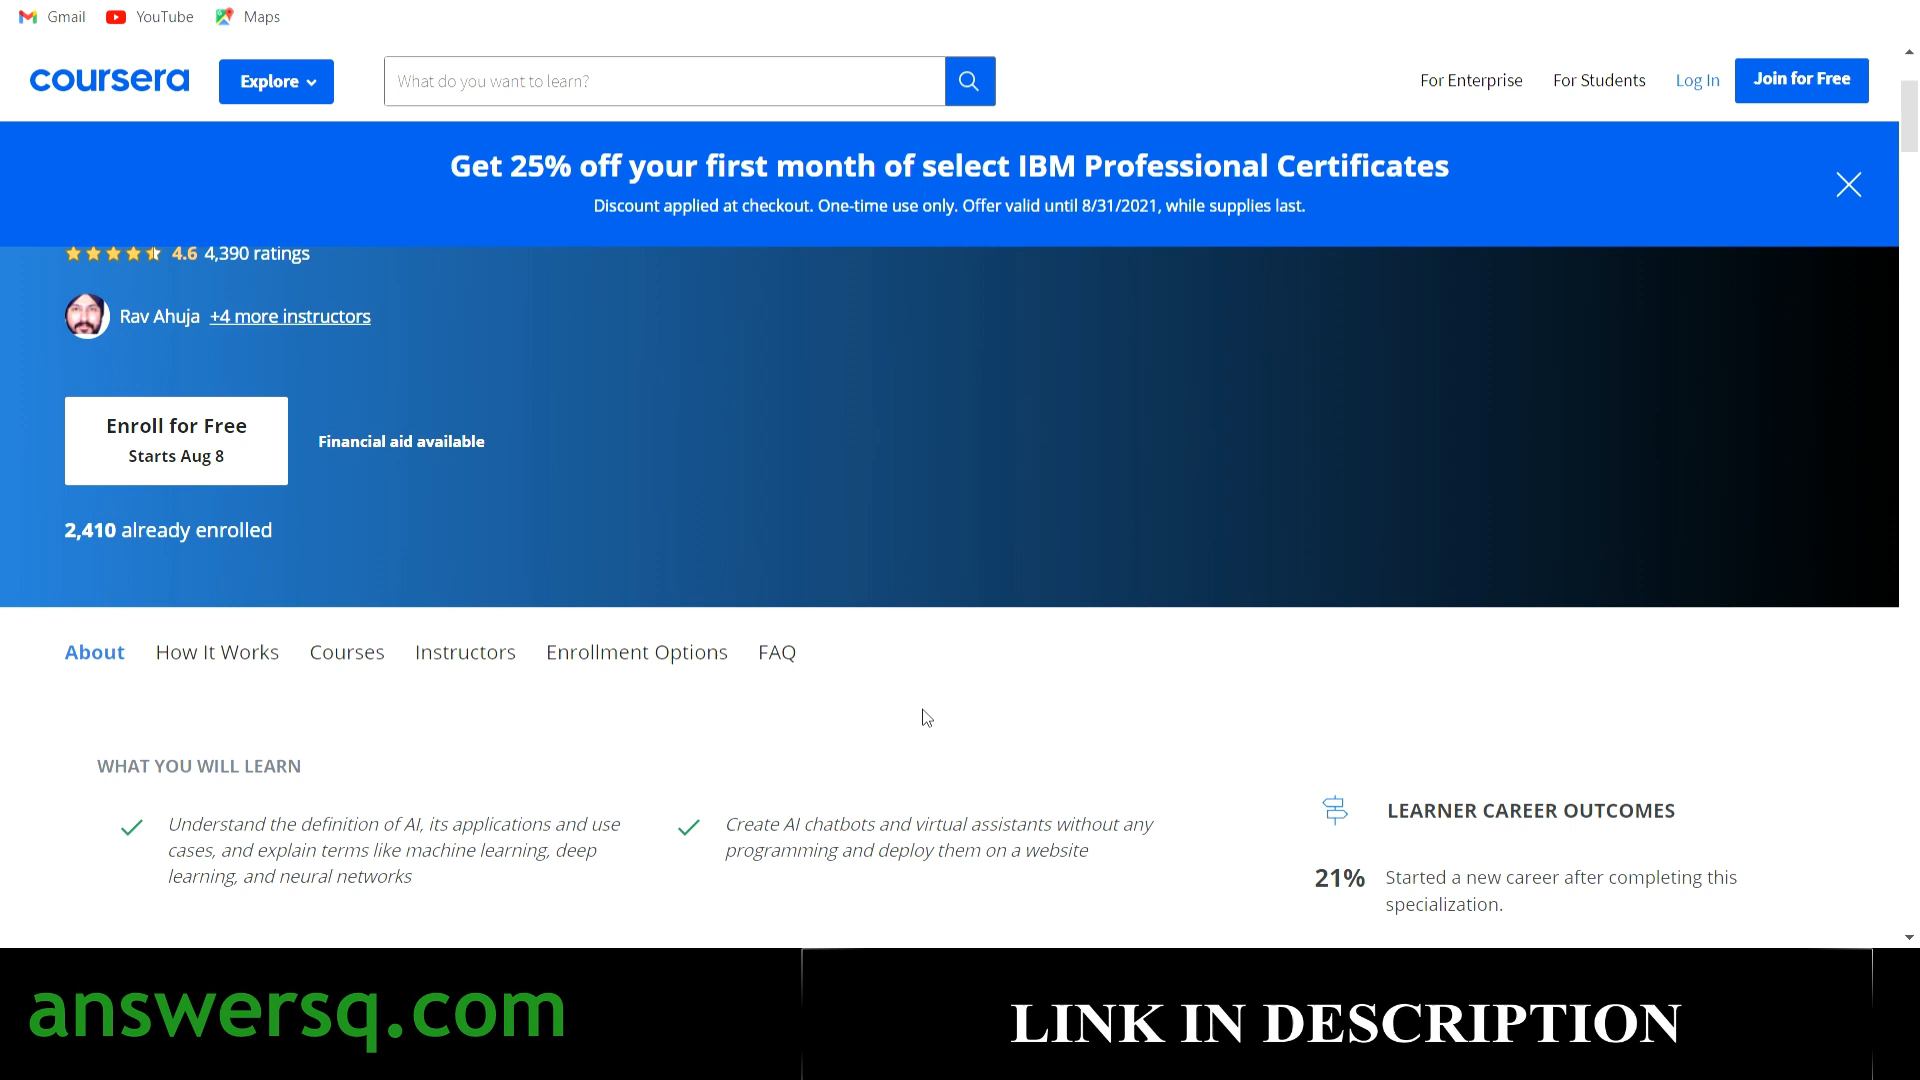 Gmail YouTube Maps
coursera Explore What do you want to learn? For Enterprise For Students Log In Join for Free
Get 25% off your first month of select IBM Professional Certificates
Discount applied at checkout. One-time use only. Offer valid until 8/31/2021, while supplies last.
4.6 4,390 ratings
Rav Ahuja +4 more instructors
Enroll for Free
Starts Aug 8
Financial aid available
2,410 already enrolled
About How It Works Courses Instructors Enrollment Options FAQ
WHAT YOU WILL LEARN
Understand the definition of AI, its applications and use
cases, and explain terms like machine learning, deep
learning, and neural networks
Create AI chatbots and virtual assistants without any
programming and deploy them on a website
LEARNER CAREER OUTCOMES
21% Started a new career after completing this
specialization.
answersq.com
LINK IN DESCRIPTION